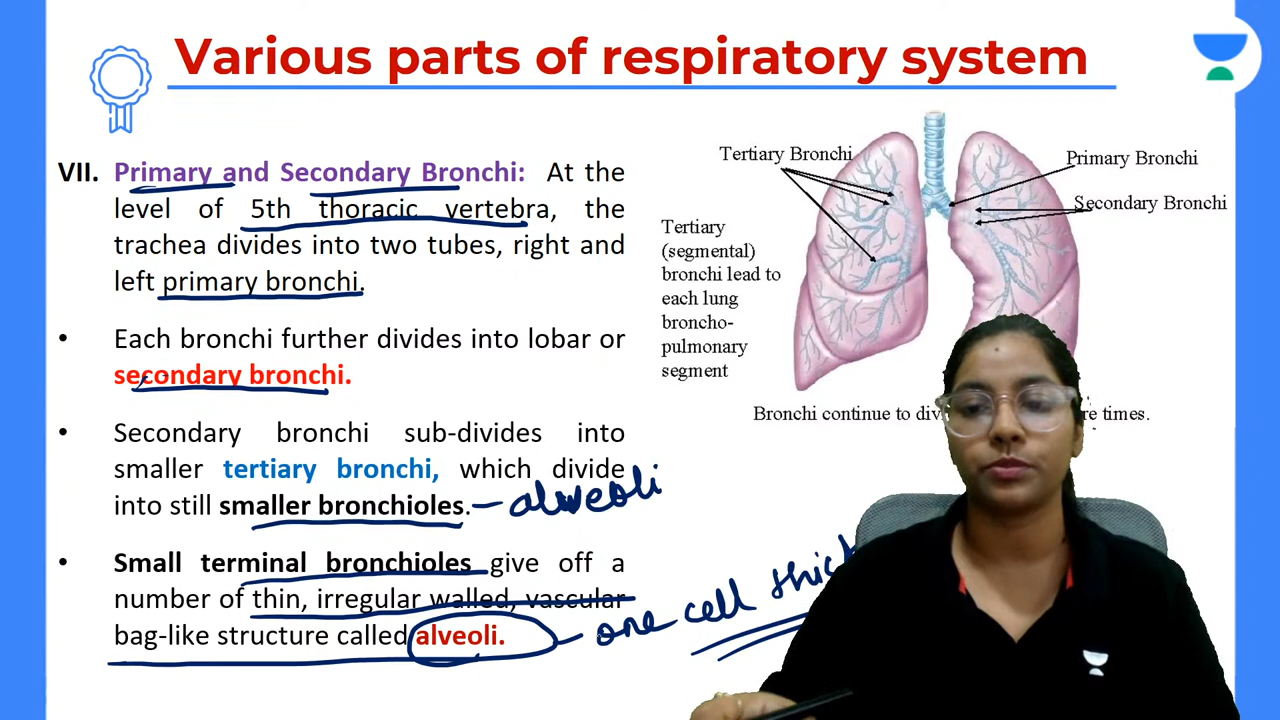 Various parts of respiratory system
VII. Primary and Secondary Bronchi: At the
level of 5th thoracic vertebra, the
trachea divides into two tubes, right and
left primary bronchi.
• Each bronchi further divides into lobar or
secondary bronchi.
• Secondary bronchi sub-divides into
smaller tertiary bronchi, which divide
into still smaller bronchioles. - alveoli
• Small terminal bronchioles give off a
number of thin, irregular walled, vascular
bag-like structure called alveoli. - one cell thick
Tertiary Bronchi
Primary Bronchi
Secondary Bronchi
Tertiary
(segmental)
bronchi lead to
each lung
broncho-
pulmonary
segment
Bronchi continue to times.